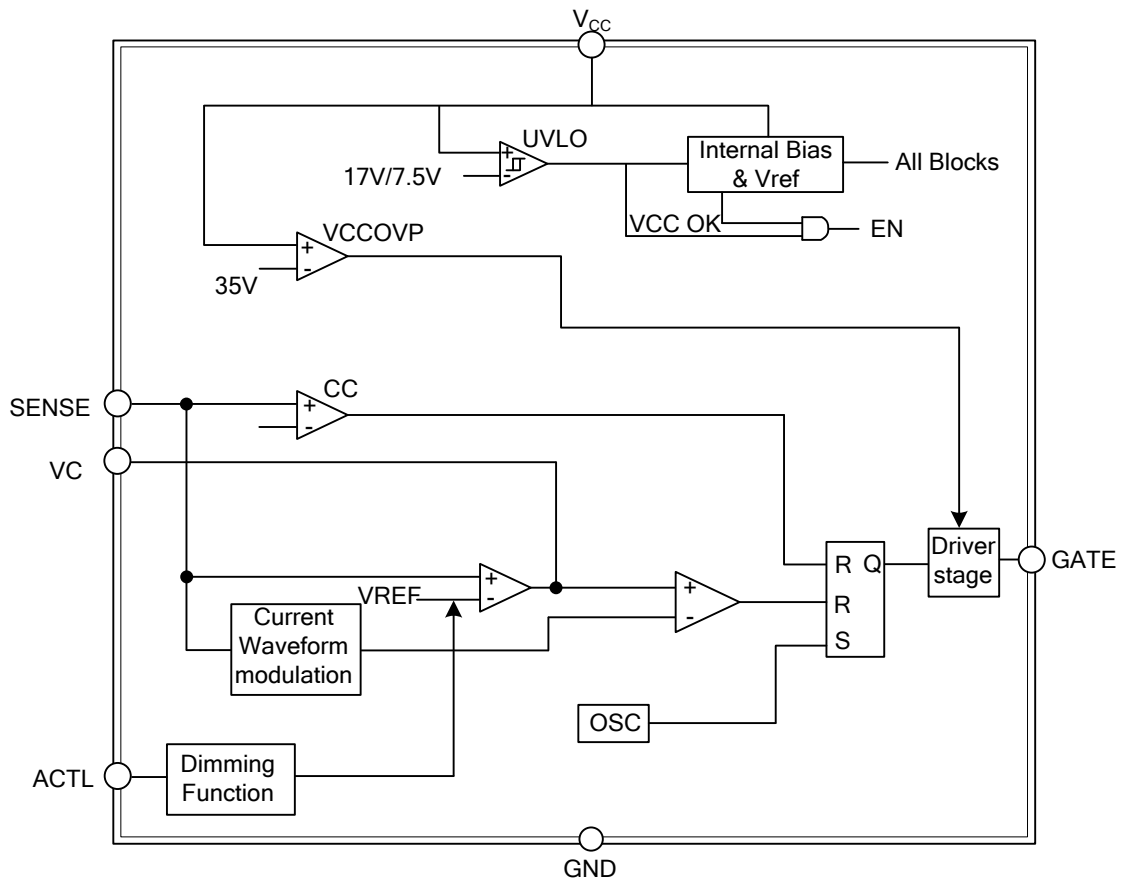 VCC
UVLO
+
-
17V/7.5V
Internal Bias
& Vref
All Blocks
VCC OK
EN
VCCOVP
+
-
35V
SENSE
CC
+
-
VC
R Q
R
S
Driver
stage
GATE
+
-
VREF
+
-
Current
Waveform
modulation
OSC
ACTL
Dimming
Function
GND